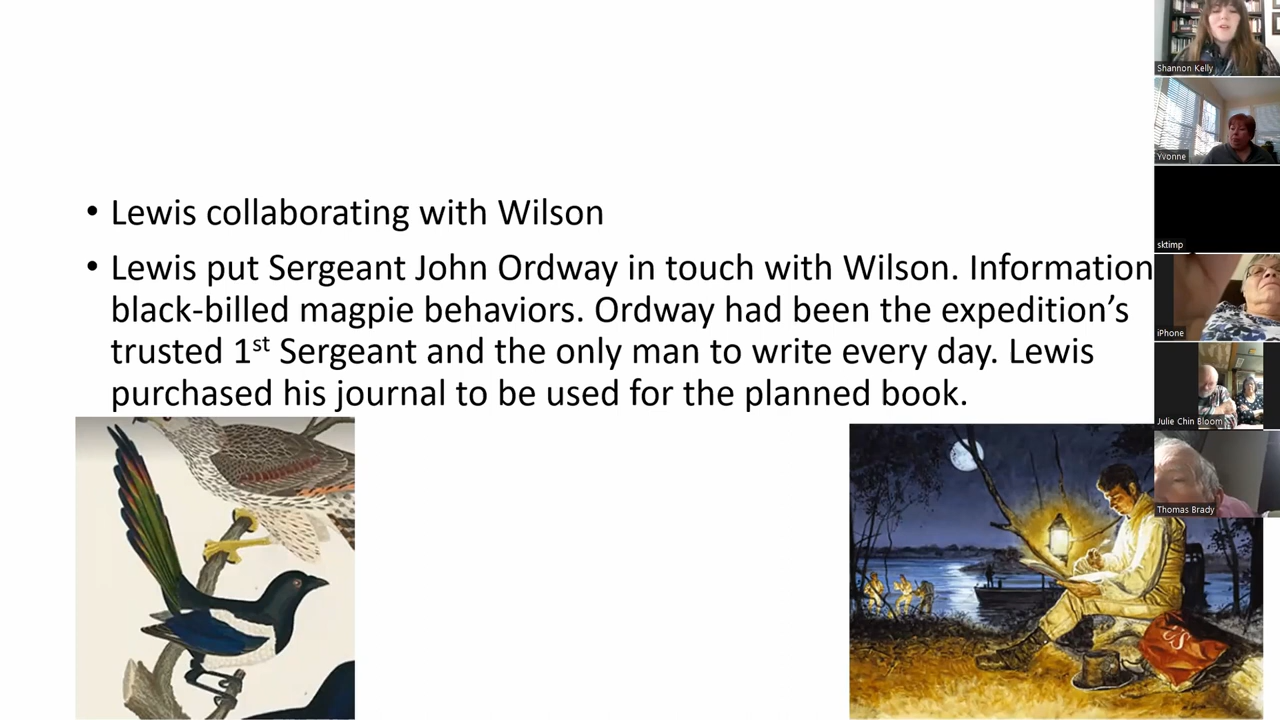 • Lewis collaborating with Wilson
• Lewis put Sergeant John Ordway in touch with Wilson. Information
black-billed magpie behaviors. Ordway had been the expedition’s
trusted 1st Sergeant and the only man to write every day. Lewis
purchased his journal to be used for the planned book.
Shannon Kelly
Yvonne
sktimp
iPhone
Julie Chin Bloom
Thomas Brady
US